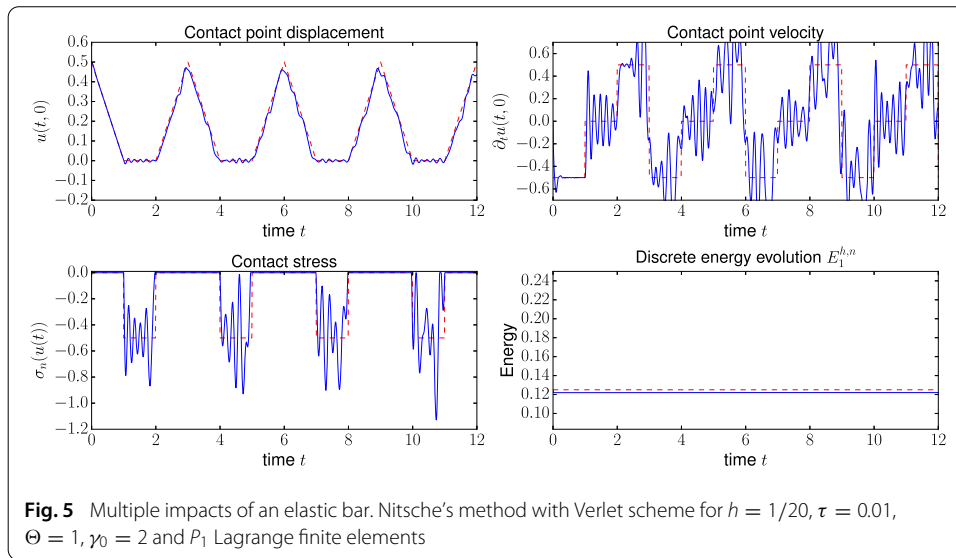 Contact point displacement
0.6
0.5
0.4
0.3
0.2
0.1
0.0
−0.1
−0.2
u(t, 0)
0 2 4 6 8 10 12
time t
Contact point velocity
0.6
0.4
0.2
0.0
−0.2
−0.4
−0.6
∂ₜu(t, 0)
0 2 4 6 8 10 12
time t
Contact stress
0.0
−0.2
−0.4
−0.6
−0.8
−1.0
−1.2
σₙ(u(t))
0 2 4 6 8 10 12
time t
Discrete energy evolution E₁^{h,n}
0.24
0.22
0.20
0.18
0.16
0.14
0.12
0.10
Energy
0 2 4 6 8 10 12
time t
Fig. 5 Multiple impacts of an elastic bar. Nitsche's method with Verlet scheme for h = 1/20, τ = 0.01,
Θ = 1, γ₀ = 2 and P₁ Lagrange finite elements